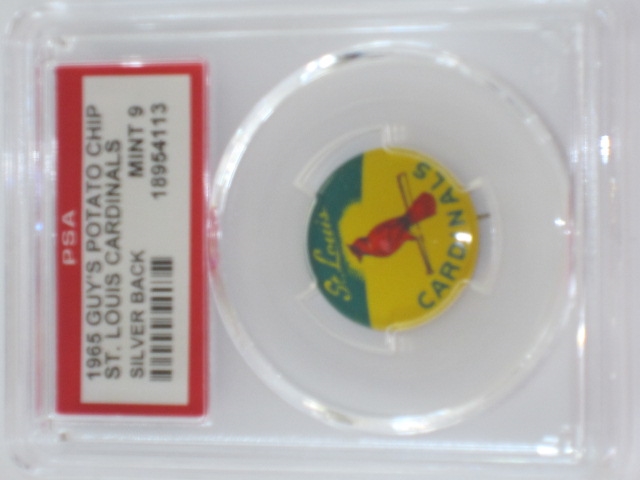 PSA
1965 GUY'S POTATO CHIP
ST. LOUIS CARDINALS
SILVER BACK MINT 9
18954113
St. Louis
CARDINALS